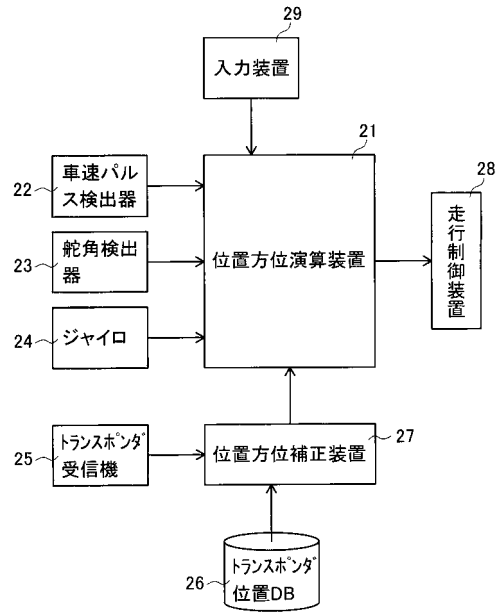 29
入力装置
21
車速パル
ス検出器
22
28
舵角検出
器
23
位置方位演算装置
走行制御装置
ジャイロ
24
トランスポンダ
受信機
25
位置方位補正装置
27
トランスポンダ
位置DB
26